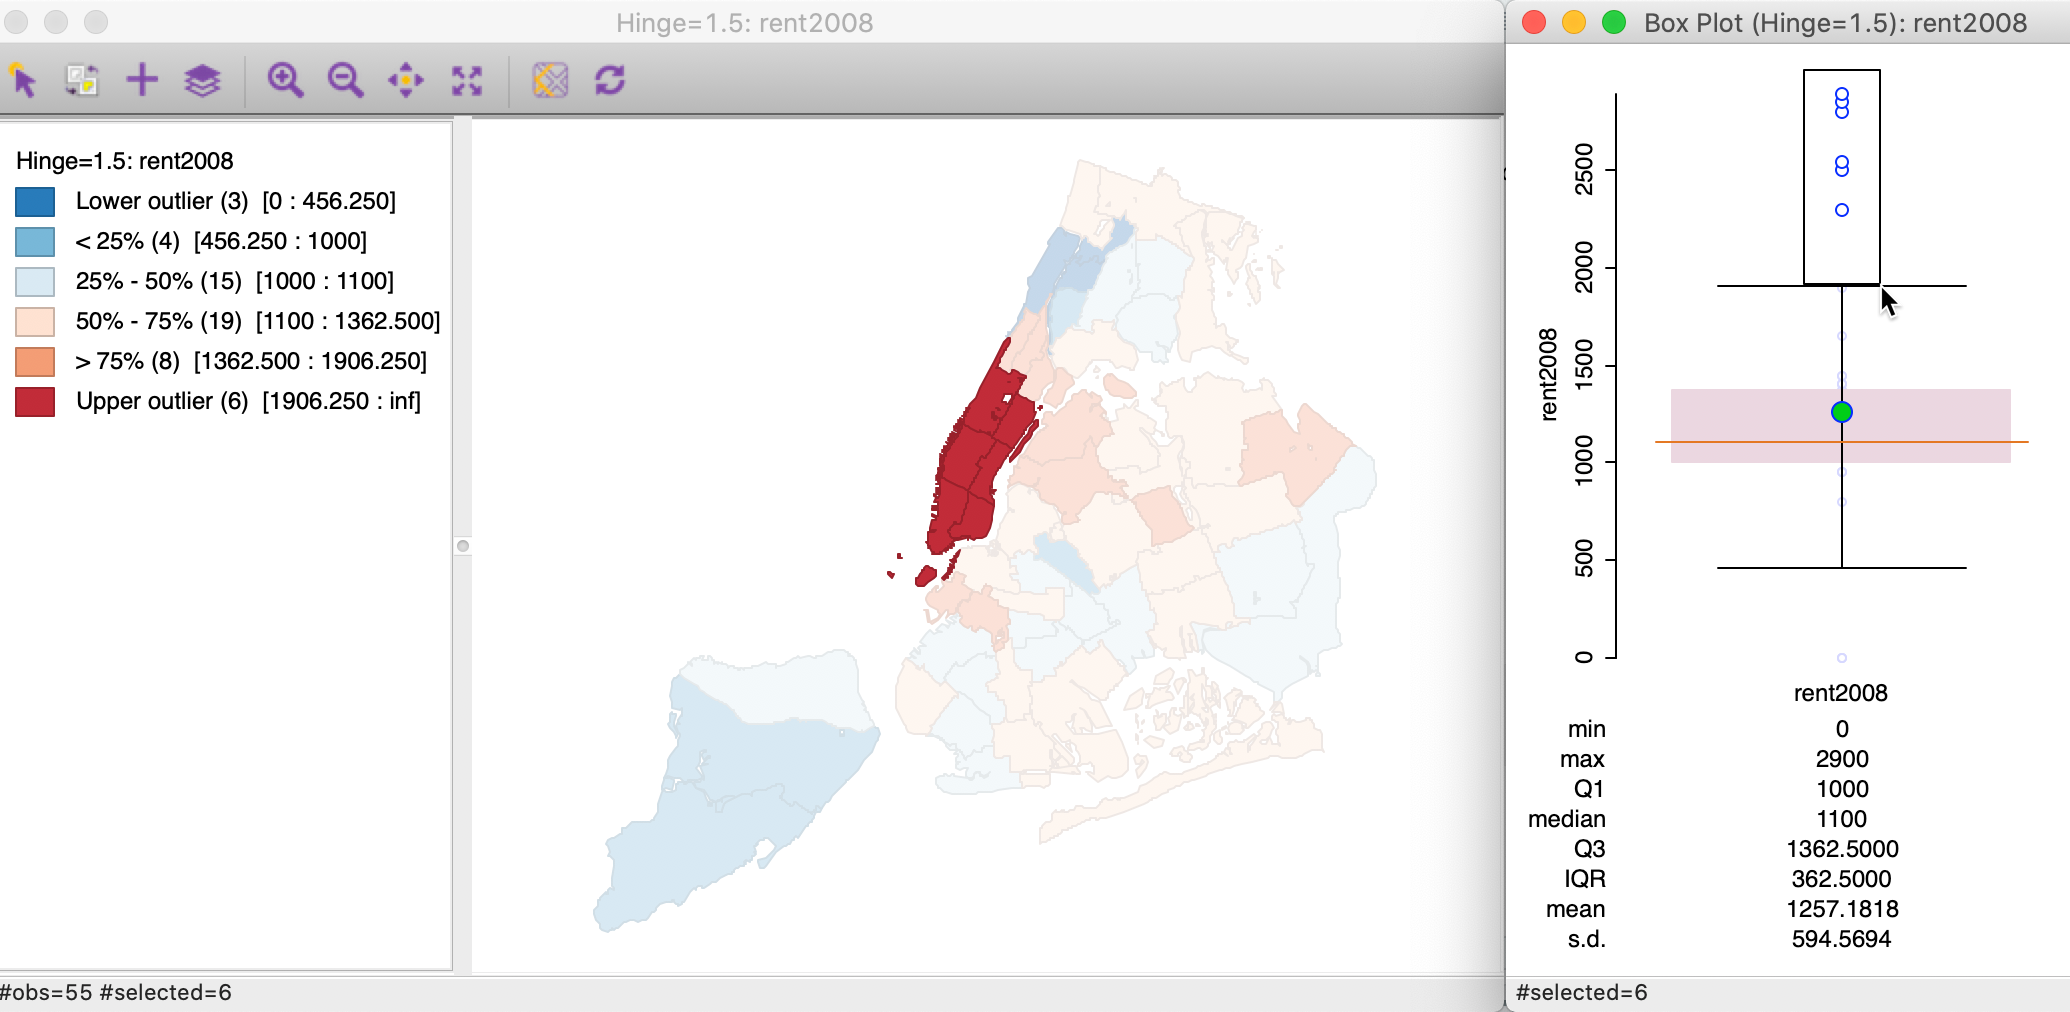 Hinge=1.5: rent2008
Hinge=1.5: rent2008
Lower outlier (3) [0 : 456.250]
< 25% (4) [456.250 : 1000]
25% - 50% (15) [1000 : 1100]
50% - 75% (19) [1100 : 1362.500]
> 75% (8) [1362.500 : 1906.250]
Upper outlier (6) [1906.250 : inf]
#obs=55 #selected=6
Box Plot (Hinge=1.5): rent2008
2500
2000
1500
1000
500
0
rent2008
rent2008
min 0
max 2900
Q1 1000
median 1100
Q3 1362.5000
IQR 362.5000
mean 1257.1818
s.d. 594.5694
#selected=6